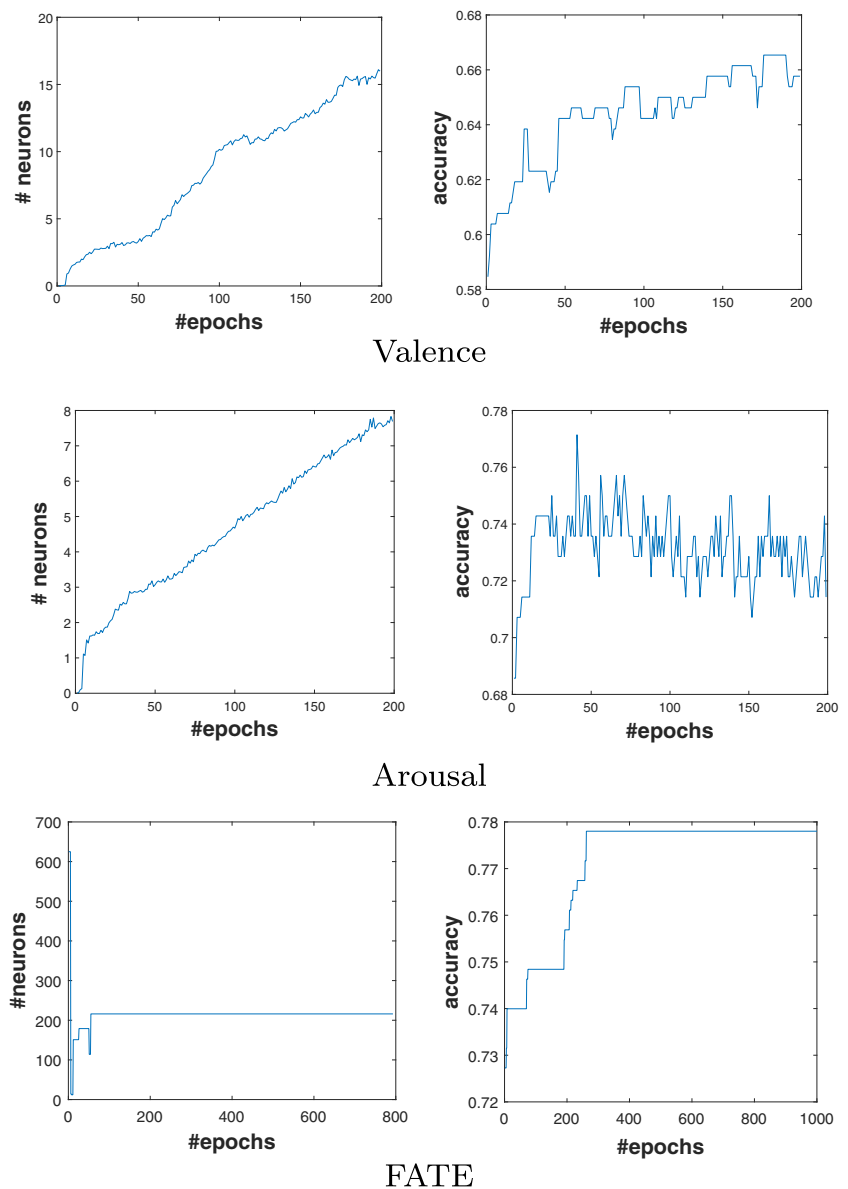 20
15
10
5
0
# neurons
0 50 100 150 200
#epochs
0.68
0.66
0.64
0.62
0.6
0.58
accuracy
0 50 100 150 200
#epochs
Valence
8
7
6
5
4
3
2
1
0
# neurons
0 50 100 150 200
#epochs
0.78
0.76
0.74
0.72
0.7
0.68
accuracy
0 50 100 150 200
#epochs
Arousal
700
600
500
400
300
200
100
0
#neurons
0 200 400 600 800
#epochs
0.78
0.77
0.76
0.75
0.74
0.73
0.72
accuracy
0 200 400 600 800 1000
#epochs
FATE